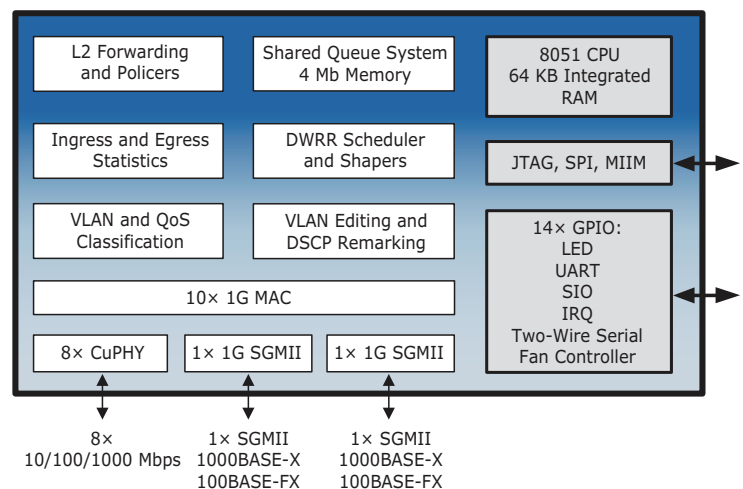 L2 Forwarding
and Policers
Shared Queue System
4 Mb Memory
8051 CPU
64 KB Integrated
RAM
Ingress and Egress
Statistics
DWRR Scheduler
and Shapers
JTAG, SPI, MIIM
VLAN and QoS
Classification
VLAN Editing and
DSCP Remarking
14× GPIO:
LED
UART
SIO
IRQ
Two-Wire Serial
Fan Controller
10× 1G MAC
8× CuPHY
1× 1G SGMII
1× 1G SGMII
8×
10/100/1000 Mbps
1× SGMII
1000BASE-X
100BASE-FX
1× SGMII
1000BASE-X
100BASE-FX